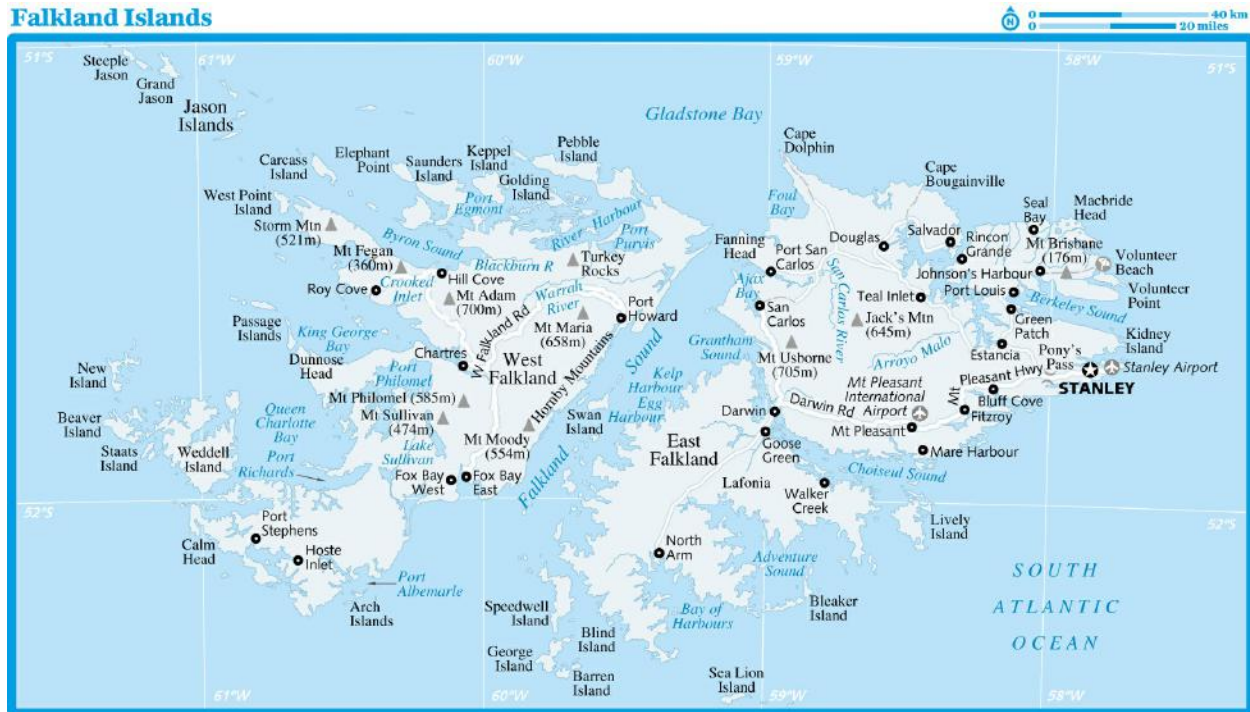 Falkland Islands
N
0 40 km
0 20 miles
51°S
61°W
60°W
59°W
58°W
51°S
Steeple
Jason
Grand
Jason
Jason
Islands
Gladstone Bay
Carcass
Island
Elephant
Point
Saunders
Island
Keppel
Island
Pebble
Island
Golding
Island
Cape
Dolphin
Cape
Bougainville
West Point
Island
Storm Mtn
(521m)
Port
Egmont
River Harbour
Port
Purvis
Foul
Bay
Seal
Bay
Macbride
Head
Byron Sound
Mt Fegan
(360m)
Blackburn R
Turkey
Rocks
Fanning
Head
Port San
Carlos
Douglas
Salvador
Rincon
Grande
Mt Brisbane
(176m)
Volunteer
Beach
Johnson's Harbour
Roy Cove
Crooked
Inlet
Hill Cove
Mt Adam
(700m)
Warrah
River
Port
Howard
Ajax
Bay
San
Carlos
San Carlos River
Teal Inlet
Port Louis
Volunteer
Point
Berkeley Sound
Passage
Islands
King George
Bay
Mt Maria
(658m)
Jack's Mtn
(645m)
Green
Patch
Kidney
Island
Dunnose
Head
Chartres
W Falkland Rd
West
Falkland
Hornby Mountains
Falkland Sound
Grantham
Sound
Mt Usborne
(705m)
Arroyo Malo
Estancia
Pony's
Pass
Stanley Airport
STANLEY
New
Island
Port
Philomel
Mt Philomel (585m)
Kelp
Harbour
Egg
Harbour
Mt Pleasant
International
Airport
Mt Pleasant Hwy
Bluff Cove
Beaver
Island
Queen
Charlotte
Bay
Mt Sullivan
(474m)
Swan
Island
Darwin
Darwin Rd
Fitzroy
Mt Pleasant
Staats
Island
Weddell
Island
Port
Richards
Lake
Sullivan
Mt Moody
(554m)
East
Falkland
Goose
Green
Mare Harbour
Fox Bay
West
Fox Bay
East
Lafonia
Choiseul Sound
Walker
Creek
52°S
52°S
Calm
Head
Port
Stephens
Hoste
Inlet
North
Arm
Lively
Island
Port
Albemarle
Arch
Islands
Adventure
Sound
SOUTH
ATLANTIC
OCEAN
Speedwell
Island
Bay of
Harbours
Bleaker
Island
George
Island
Blind
Island
Barren
Island
Sea Lion
Island
61°W
60°W
59°W
58°W